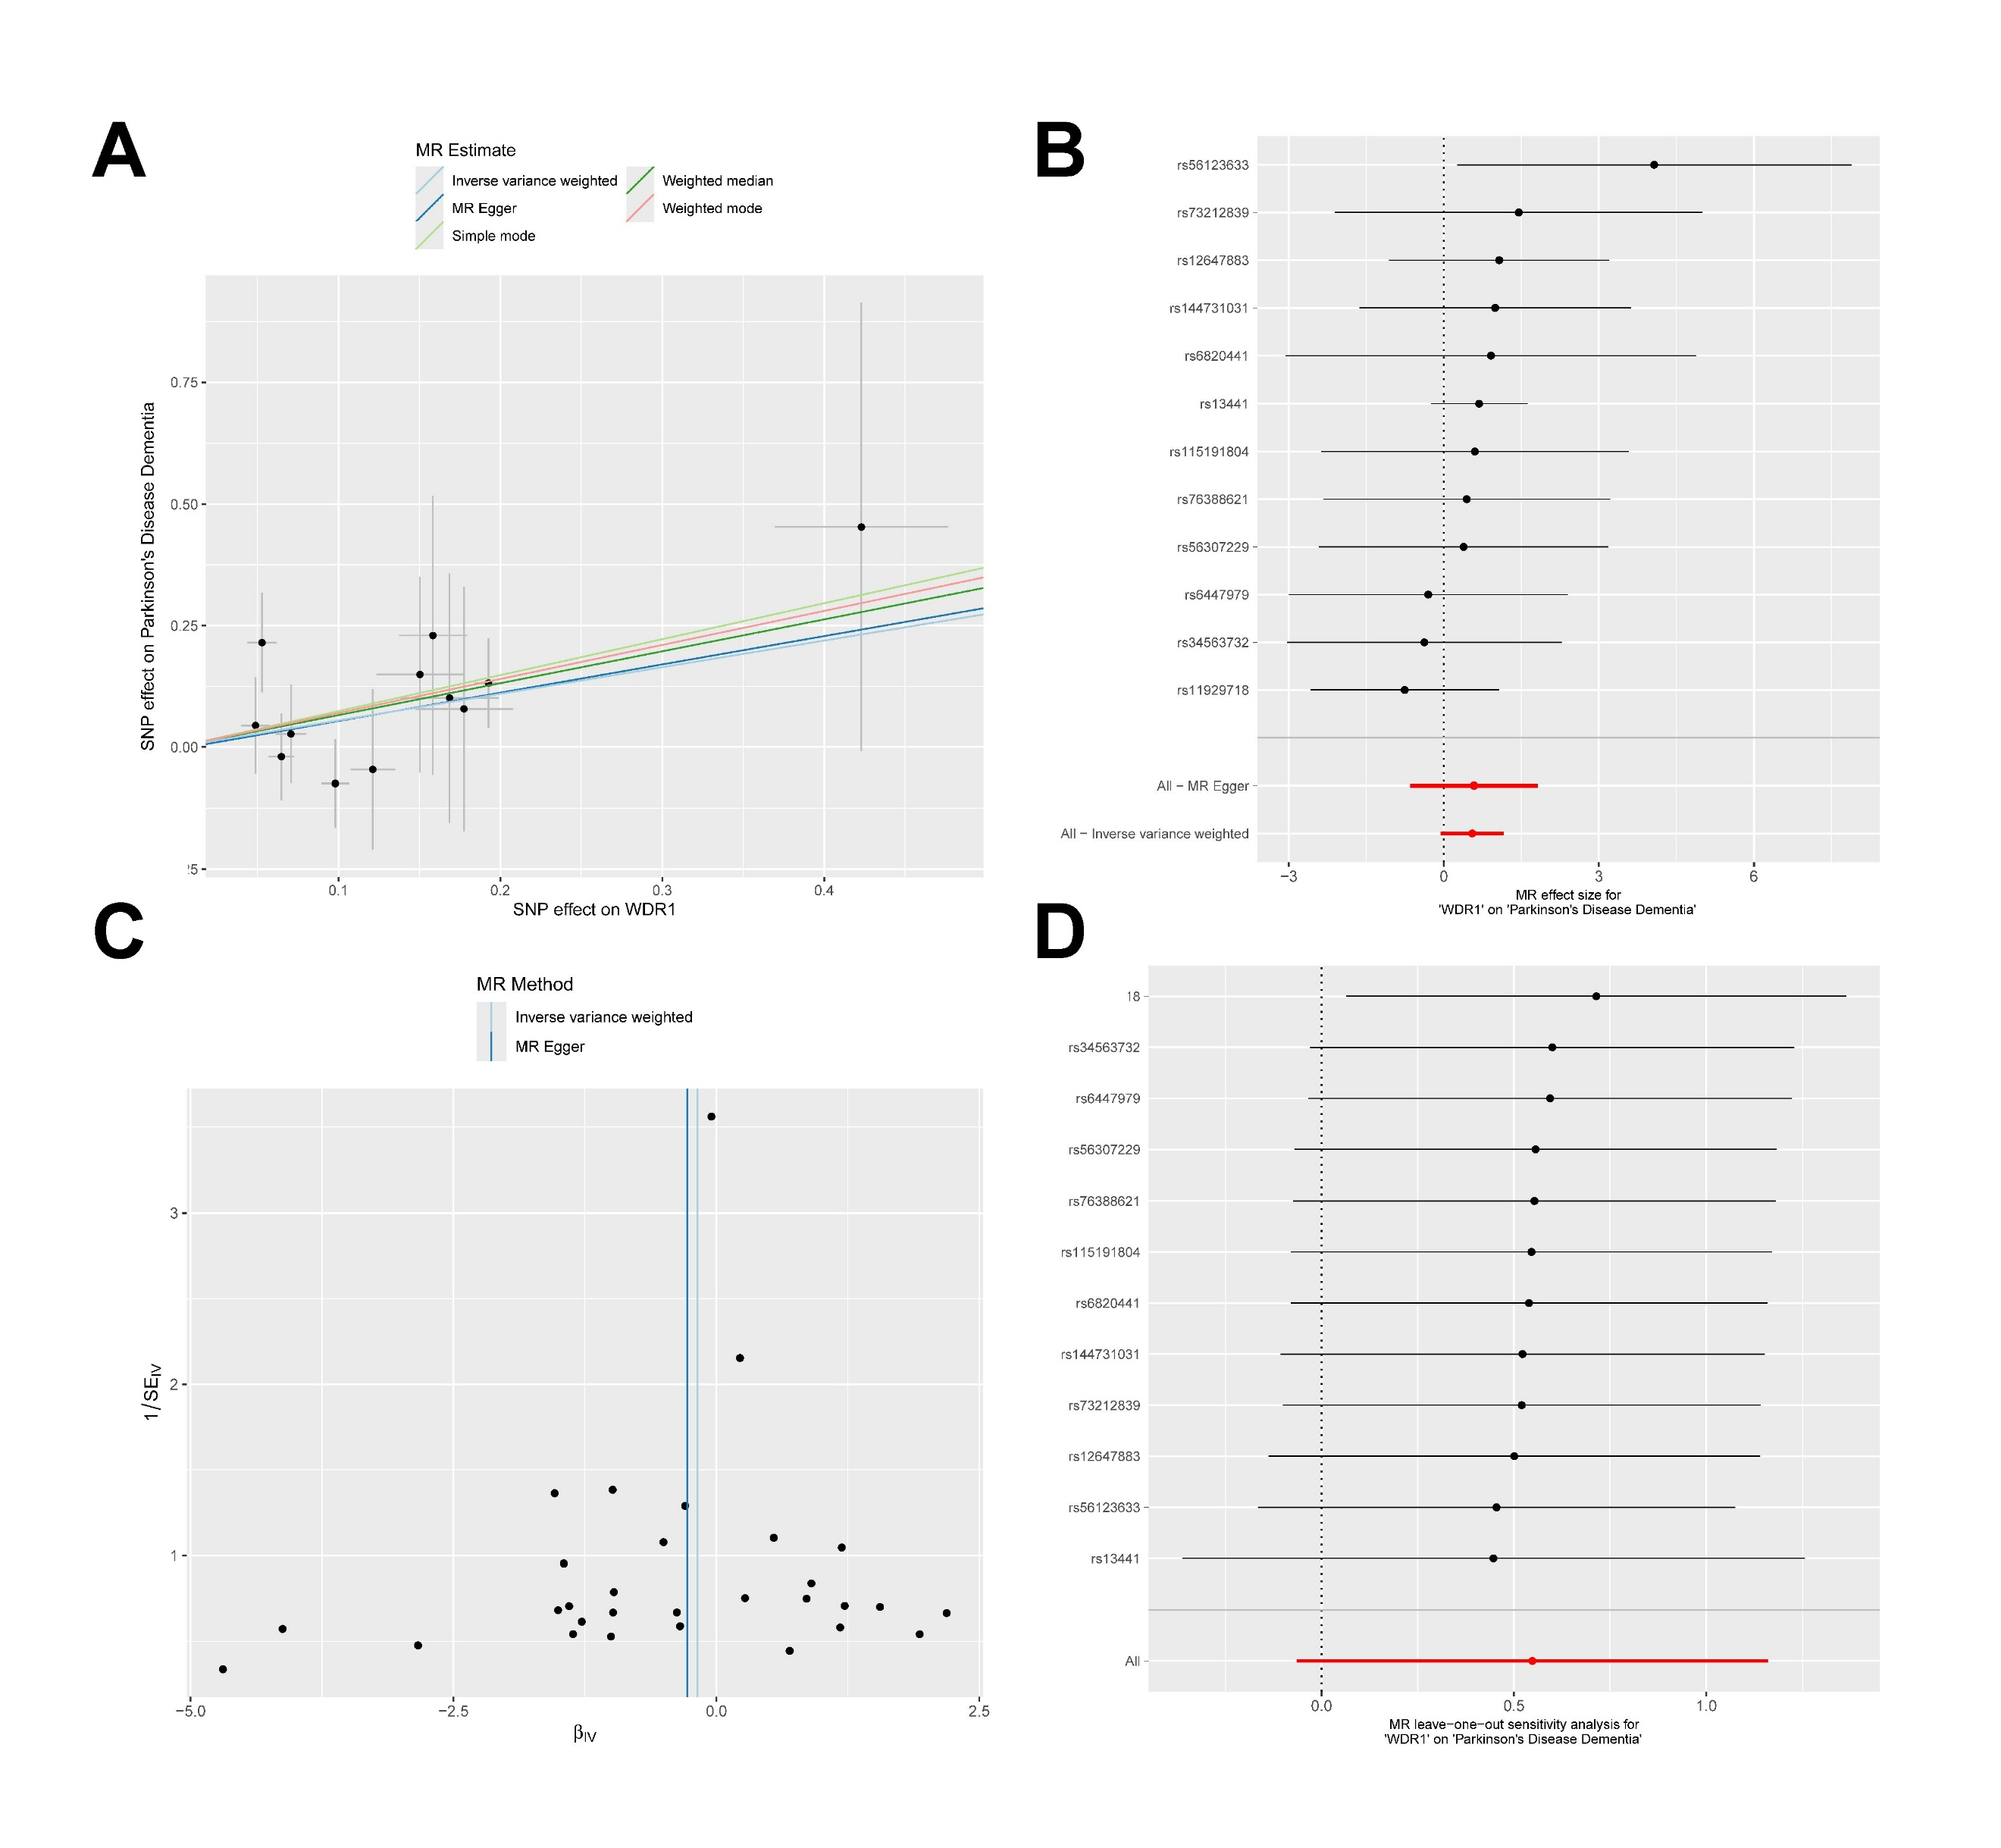 A
MR Estimate
Inverse variance weighted
Weighted median
MR Egger
Weighted mode
Simple mode
SNP effect on Parkinson's Disease Dementia
0.75
0.50
0.25
0.00
0.1
0.2
0.3
0.4
SNP effect on WDR1
B
rs56123633
rs73212839
rs12647883
rs144731031
rs6820441
rs13441
rs115191804
rs76388621
rs56307229
rs6447979
rs34563732
rs11929718
All − MR Egger
All − Inverse variance weighted
−3
0
3
6
MR effect size for
'WDR1' on 'Parkinson's Disease Dementia'
C
MR Method
Inverse variance weighted
MR Egger
1/SE_IV
3
2
1
−5.0
−2.5
0.0
2.5
β_IV
D
18
rs34563732
rs6447979
rs56307229
rs76388621
rs115191804
rs6820441
rs144731031
rs73212839
rs12647883
rs56123633
rs13441
All
0.0
0.5
1.0
MR leave−one−out sensitivity analysis for
'WDR1' on 'Parkinson's Disease Dementia'